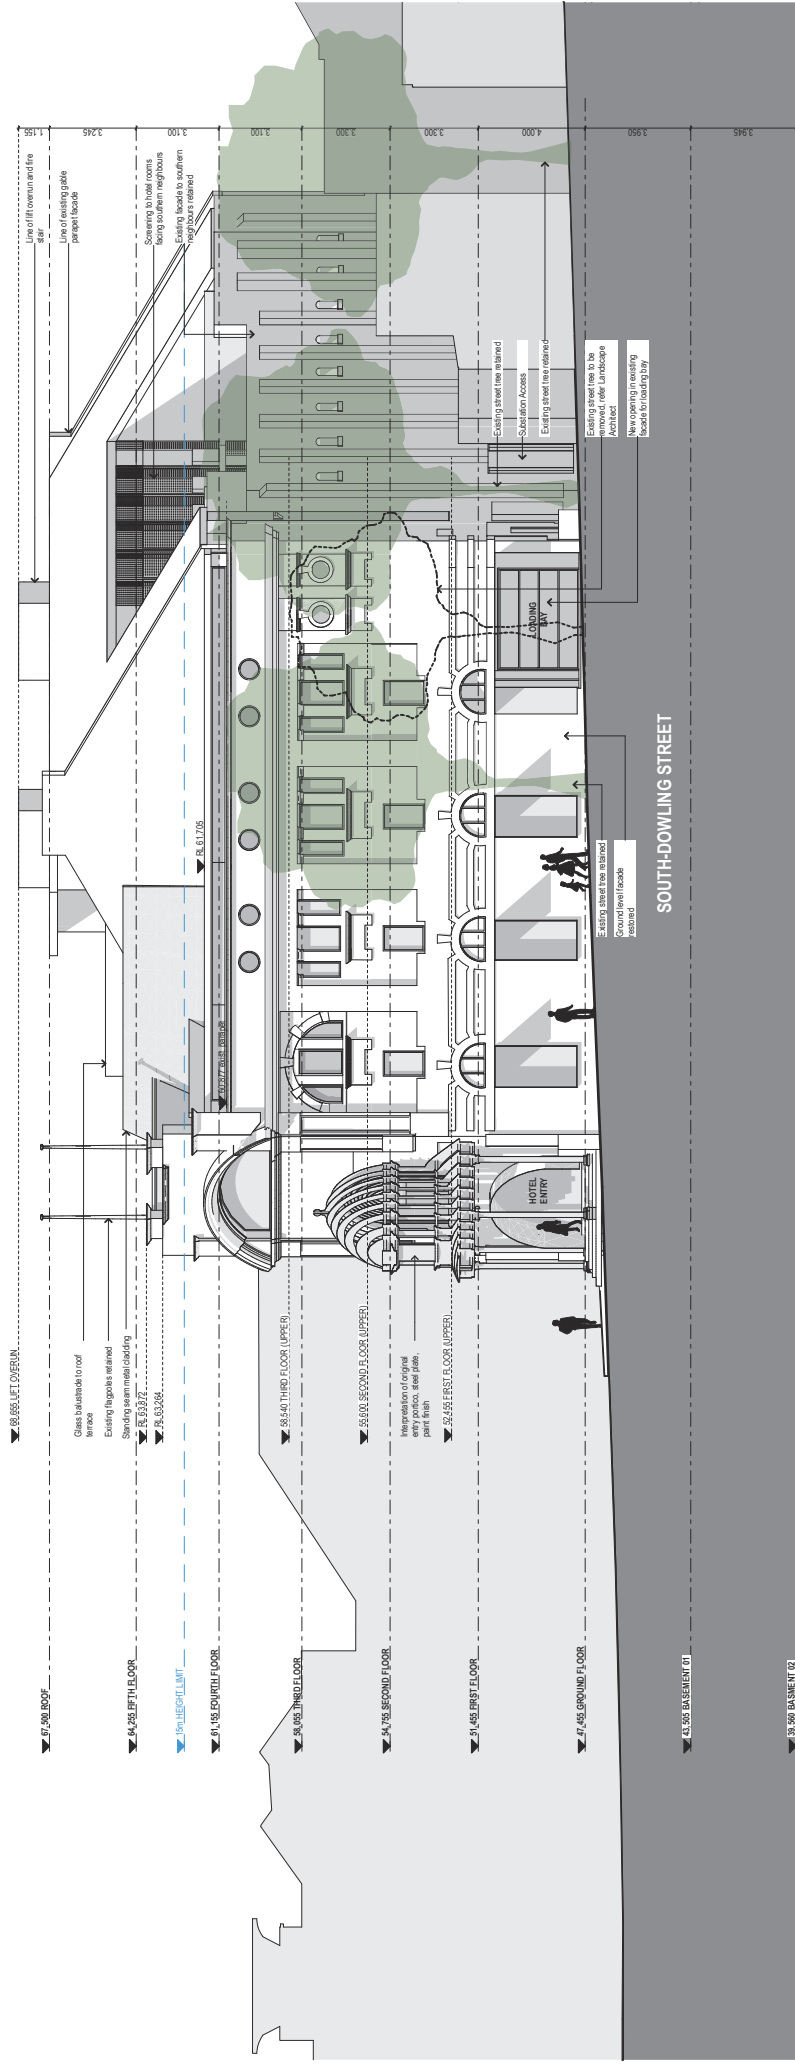 68,655 LIFT OVERUN
67,500 ROOF
64,255 FIFTH FLOOR
15m HEIGHT LIMIT
61,155 FOURTH FLOOR
58,055 THIRD FLOOR
54,755 SECOND FLOOR
51,455 FIRST FLOOR
47,455 GROUND FLOOR
43,505 BASEMENT 01
39,560 BASMENT 02
Glass balustrade to roof
terrace
Existing flagpoles retained
Standing seam metal cladding
RL 63,872
RL 63,264
58,540 THIRD FLOOR (UPPER)
55,600 SECOND FLOOR (UPPER)
Interpretation of original
entry portico, steel plate,
paint finish
52,455 FIRST FLOOR (UPPER)
HOTEL
ENTRY
60,877 exist. parapet
RL 61,705
Existing street tree retained
Ground level facade
restored
SOUTH-DOWLING STREET
LOADING
BAY
Existing street tree retained
Substation Access
Existing street tree retained
Existing street tree to be
removed, refer Landscape
Architect
New opening in existing
facade for loading bay
Line of lift overrun and fire
stair
Line of existing gable
parapet facade
Screening to hotel rooms
facing southern neighbours
Existing facade to southern
neighbours retained
1,155
3,245
3,100
3,100
3,300
3,300
4,000
3,950
3,945